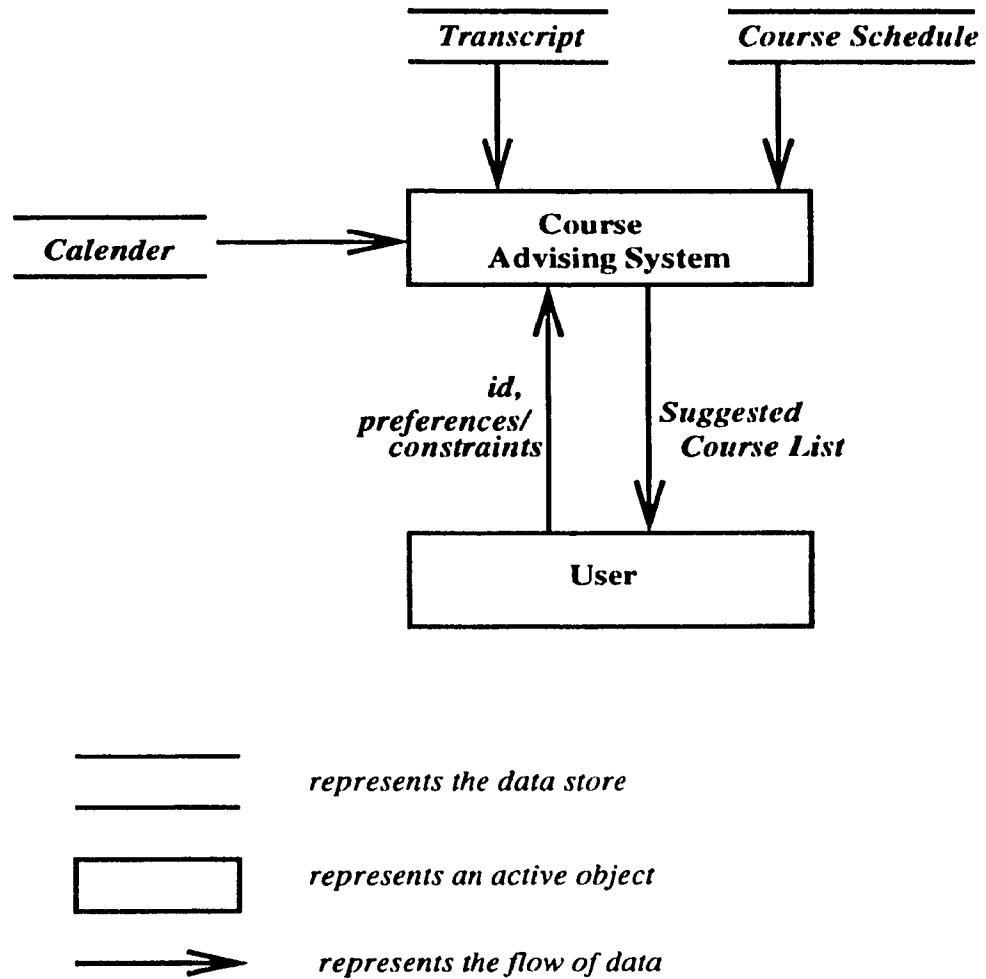 Transcript
Course Schedule
Course
Advising System
Calender
id,
preferences/
constraints
Suggested
Course List
User
represents the data store
represents an active object
represents the flow of data